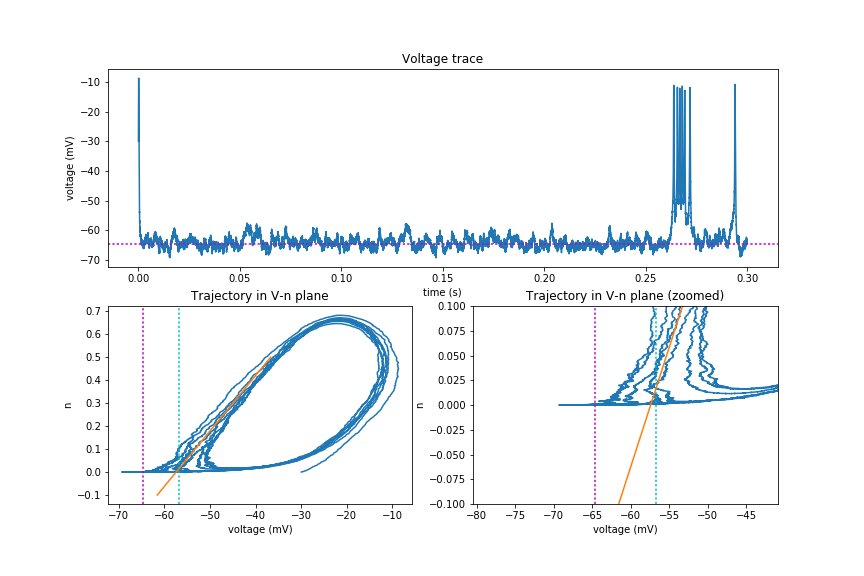 Voltage trace
voltage (mV)
−10
−20
−30
−40
−50
−60
−70
0.00 0.05 0.10 0.15 0.20 0.25 0.30
time (s)
Trajectory in V-n plane
n
0.7
0.6
0.5
0.4
0.3
0.2
0.1
0.0
−0.1
−70 −60 −50 −40 −30 −20 −10
voltage (mV)
Trajectory in V-n plane (zoomed)
n
0.100
0.075
0.050
0.025
0.000
−0.025
−0.050
−0.075
−0.100
−80 −75 −70 −65 −60 −55 −50 −45
voltage (mV)